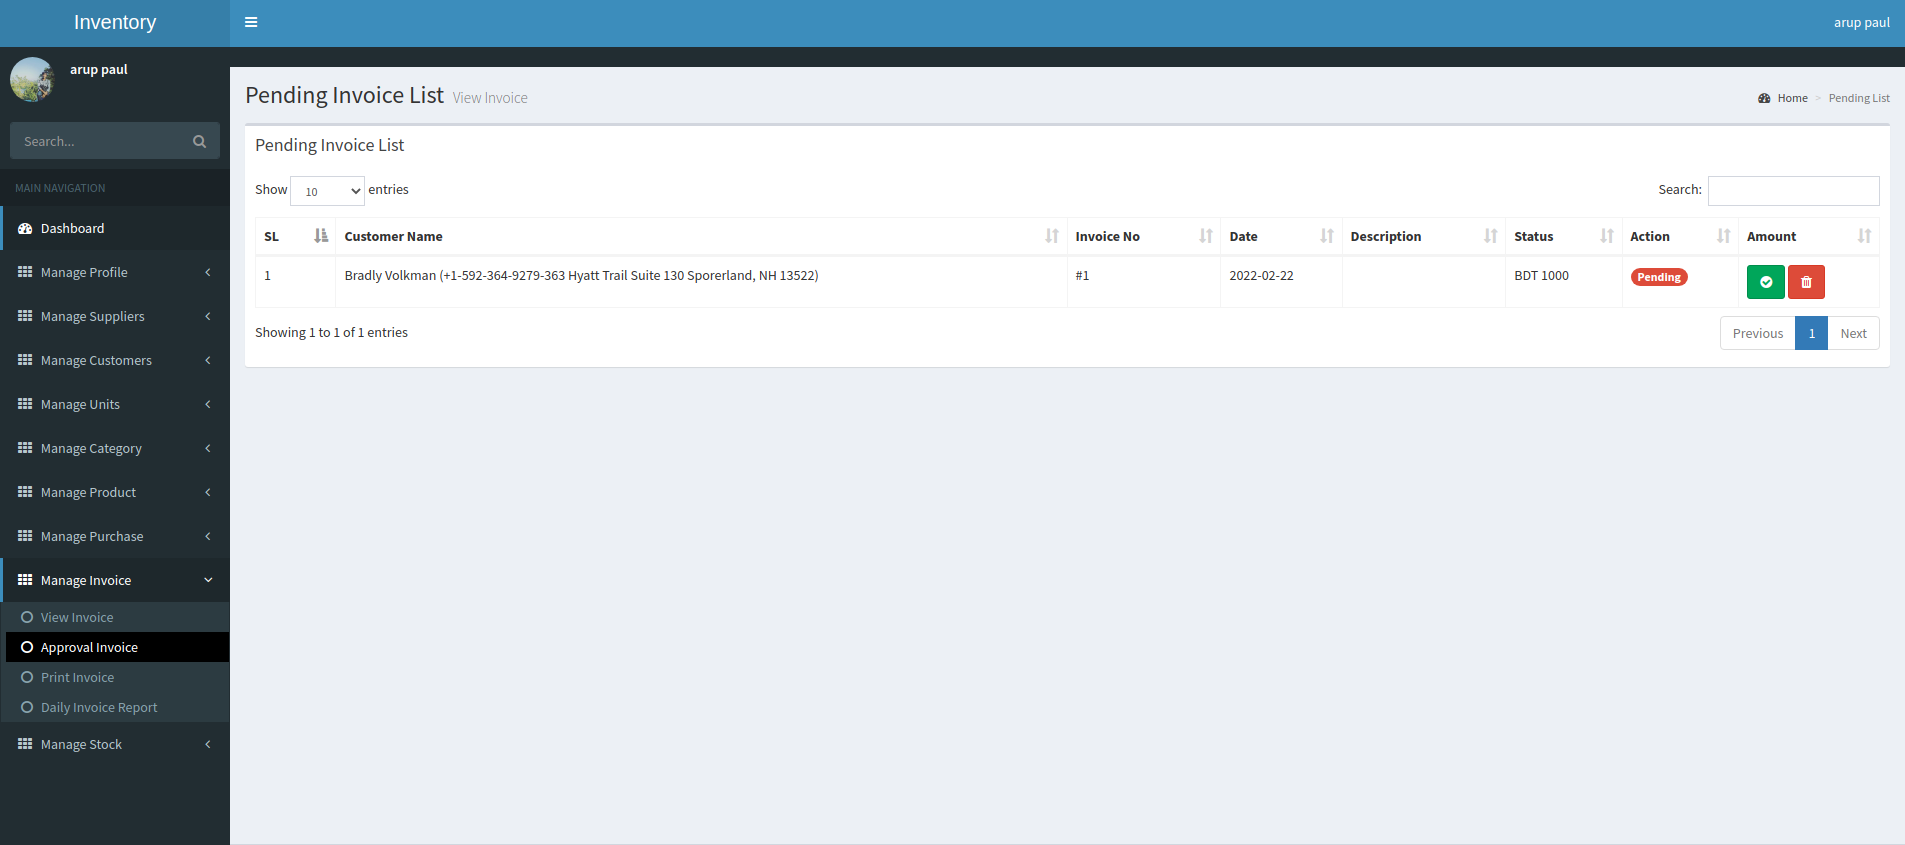 Inventory
arup paul
arup paul
Search...
MAIN NAVIGATION
Dashboard
Manage Profile
Manage Suppliers
Manage Customers
Manage Units
Manage Category
Manage Product
Manage Purchase
Manage Invoice
View Invoice
Approval Invoice
Print Invoice
Daily Invoice Report
Manage Stock
Pending Invoice List View Invoice
Home > Pending List
Pending Invoice List
Show 10 entries
Search:
SL Customer Name Invoice No Date Description Status Action Amount
1 Bradly Volkman (+1-592-364-9279-363 Hyatt Trail Suite 130 Sporerland, NH 13522) #1 2022-02-22 BDT 1000 Pending
Showing 1 to 1 of 1 entries
Previous 1 Next